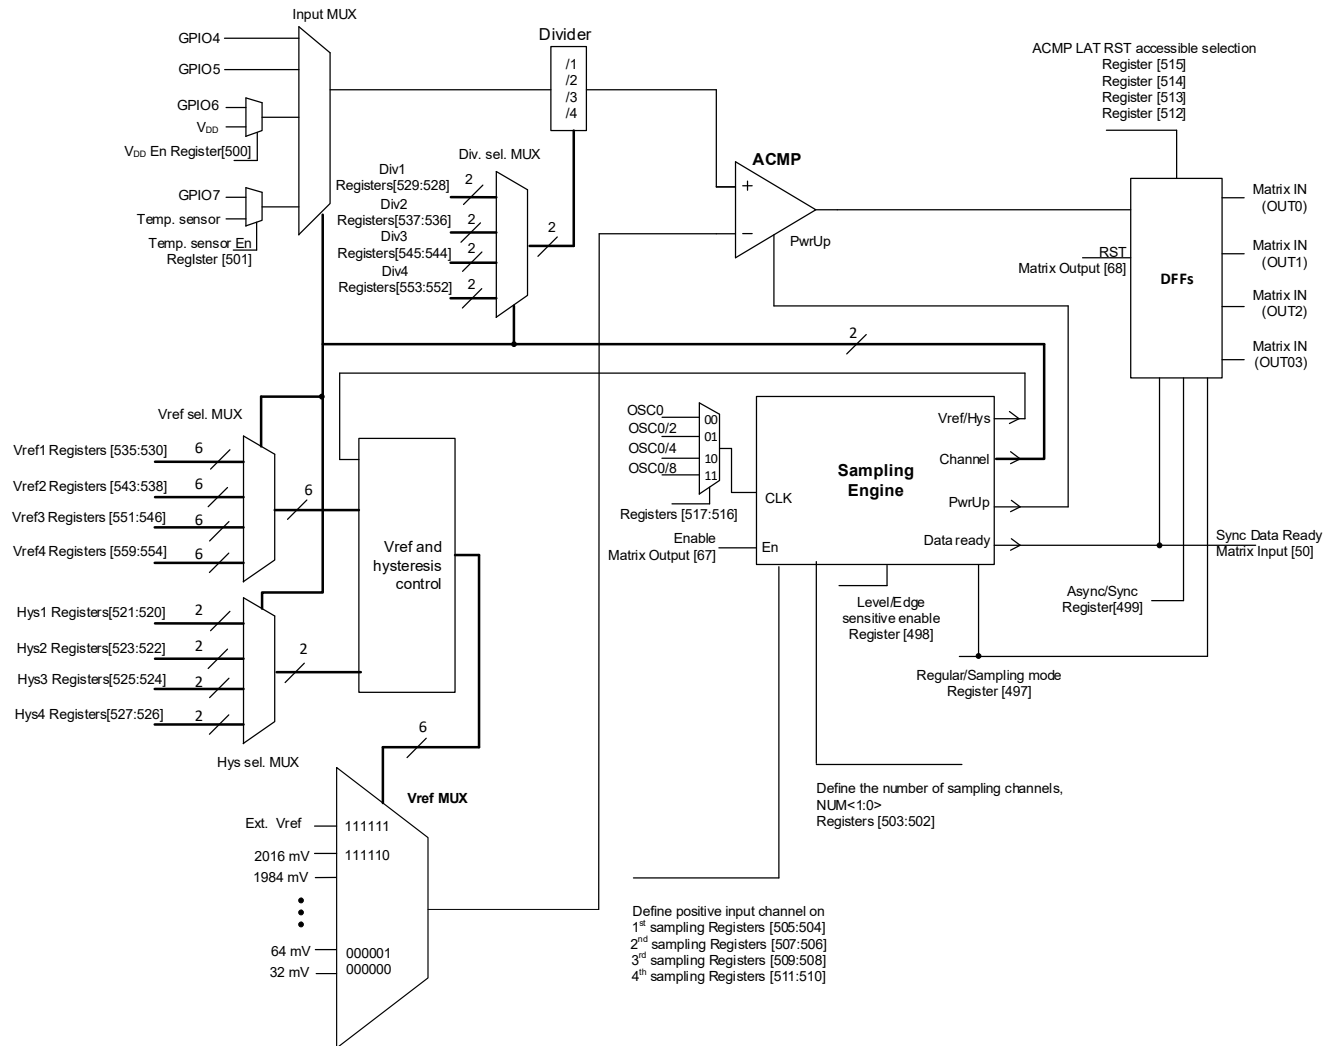 Input MUX
GPIO4
GPIO5
GPIO6
VDD
VDD En Register[500]
GPIO7
Temp. sensor
Temp. sensor En
RegIster [501]
Divider
/1
/2
/3
/4
Div. sel. MUX
Div1
Registers[529:528]
2
Div2
Registers[537:536]
2
Div3
Registers[545:544]
2
Div4
Registers[553:552]
2
2
ACMP
+
−
PwrUp
ACMP LAT RST accessible selection
Register [515]
Register [514]
Register [513]
Register [512]
RST
Matrix Output [68]
DFFs
Matrix IN
(OUT0)
Matrix IN
(OUT1)
Matrix IN
(OUT2)
Matrix IN
(OUT03)
2
Vref sel. MUX
Vref1 Registers [535:530]
6
Vref2 Registers [543:538]
6
Vref3 Registers [551:546]
6
Vref4 Registers [559:554]
6
6
Hys1 Registers[521:520]
2
Hys2 Registers[523:522]
2
Hys3 Registers[525:524]
2
Hys4 Registers[527:526]
2
2
Hys sel. MUX
Vref and
hysteresis
control
6
OSC0
OSC0/2
OSC0/4
OSC0/8
00
01
10
11
Registers [517:516]
Enable
Matrix Output [67]
CLK
En
Sampling
Engine
Vref/Hys
Channel
PwrUp
Data ready
Sync Data Ready
Matrix Input [50]
Async/Sync
Register[499]
Level/Edge
sensitive enable
Register [498]
Regular/Sampling mode
Register [497]
Define the number of sampling channels,
NUM<1:0>
Registers [503:502]
Define positive input channel on
1st sampling Registers [505:504]
2nd sampling Registers [507:506]
3rd sampling Registers [509:508]
4th sampling Registers [511:510]
Vref MUX
Ext. Vref
111111
2016 mV
111110
1984 mV
64 mV
000001
32 mV
000000